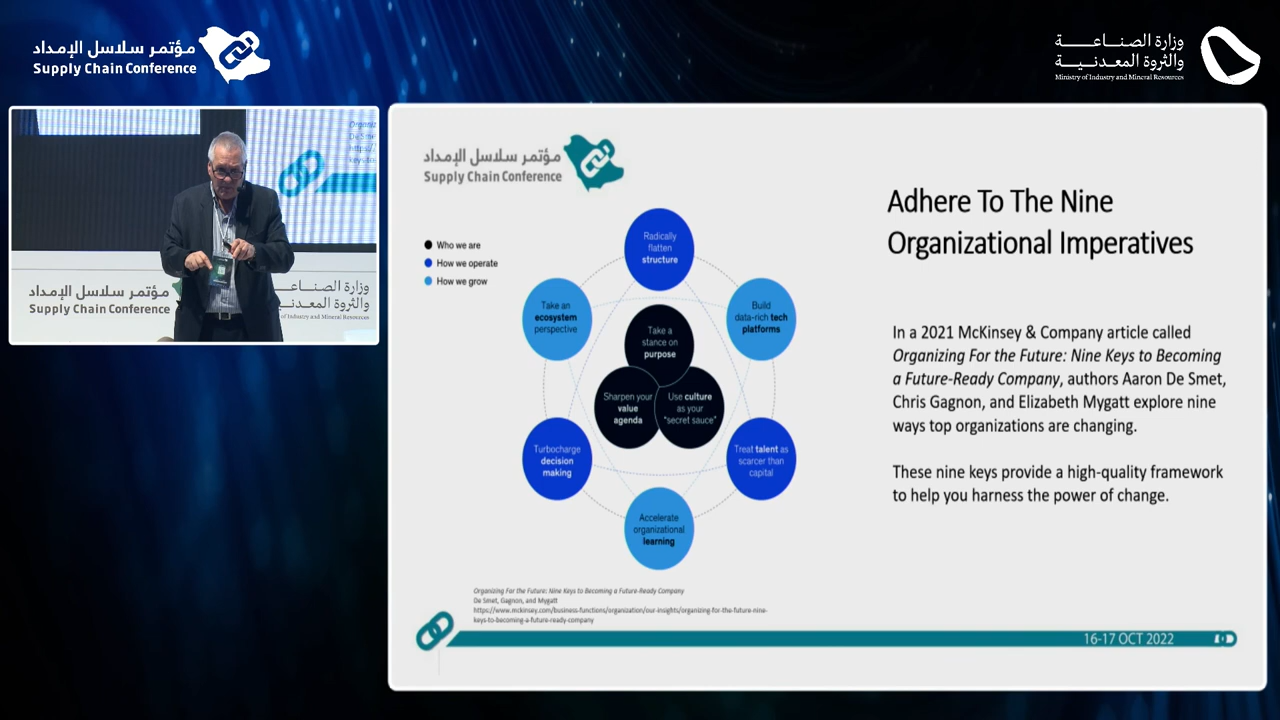 مؤتمر سلاسل الإمداد
Supply Chain Conference
وزارة الصناعة
والثروة المعدنية
Ministry of Industry and Mineral Resources
مؤتمر سلاسل الإمداد
Supply Chain Conference
وزارة الصناعة
والثروة المعدنية
of Industry and Mineral Resources
مؤتمر سلاسل الإمداد
Supply Chain Conference
Who we are
How we operate
How we grow
Radically
flatten
structure
Take an
ecosystem
perspective
Build
data-rich tech
platforms
Take a
stance on
purpose
Sharpen your
value
agenda
Use culture
as your
"secret sauce"
Turbocharge
decision
making
Treat talent as
scarcer than
capital
Accelerate
organizational
learning
Adhere To The Nine
Organizational Imperatives
In a 2021 McKinsey & Company article called
Organizing For the Future: Nine Keys to Becoming
a Future-Ready Company, authors Aaron De Smet,
Chris Gagnon, and Elizabeth Mygatt explore nine
ways top organizations are changing.
These nine keys provide a high-quality framework
to help you harness the power of change.
Organizing For the Future: Nine Keys to Becoming a Future-Ready Company
De Smet, Gagnon, and Mygatt
https://www.mckinsey.com/business-functions/organization/our-insights/organizing-for-the-future-nine-
keys-to-becoming-a-future-ready-company
16-17 OCT 2022